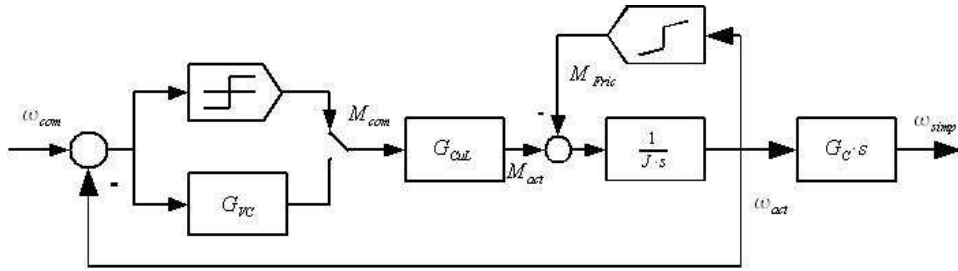 ω_com
G_VC
M_com
G_CuL
M_act
M_Fric
-
-
1
J·s
ω_act
G_C·s
ω_simp